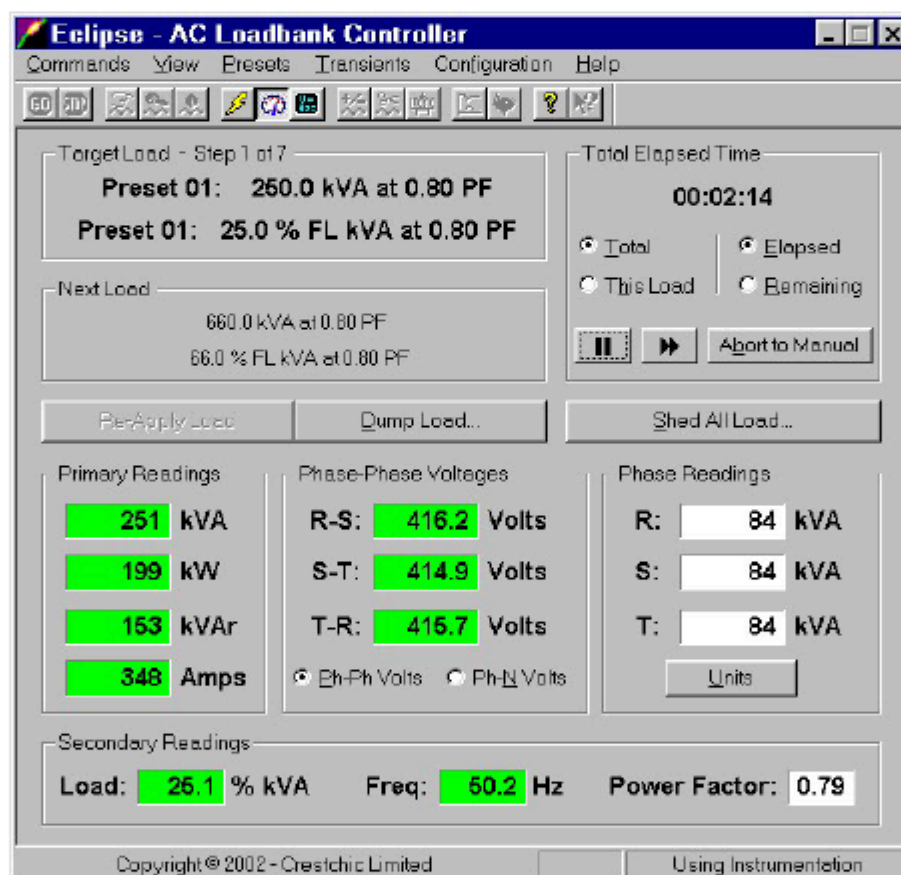 Eclipse - AC Loadbank Controller
Commands View Presets Transients Configuration Help
GO
Target Load - Step 1 of 7
Preset 01: 250.0 kVA at 0.80 PF
Preset 01: 25.0 % FL kVA at 0.80 PF
Total Elapsed Time
00:02:14
Total Elapsed
This Load Remaining
Abort to Manual
Next Load
660.0 kVA at 0.80 PF
66.0 % FL kVA at 0.80 PF
Re-Apply Load Dump Load... Shed All Load...
Primary Readings
251 kVA
199 kW
153 kVAr
348 Amps
Phase-Phase Voltages
R-S: 416.2 Volts
S-T: 414.9 Volts
T-R: 415.7 Volts
Ph-Ph Volts Ph-N Volts
Phase Readings
R: 84 kVA
S: 84 kVA
T: 84 kVA
Units
Secondary Readings
Load: 25.1 % kVA Freq: 50.2 Hz Power Factor: 0.79
Copyright © 2002 - Crestchic Limited Using Instrumentation